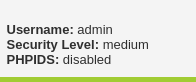 Username: admin
Security Level: medium
PHPIDS: disabled